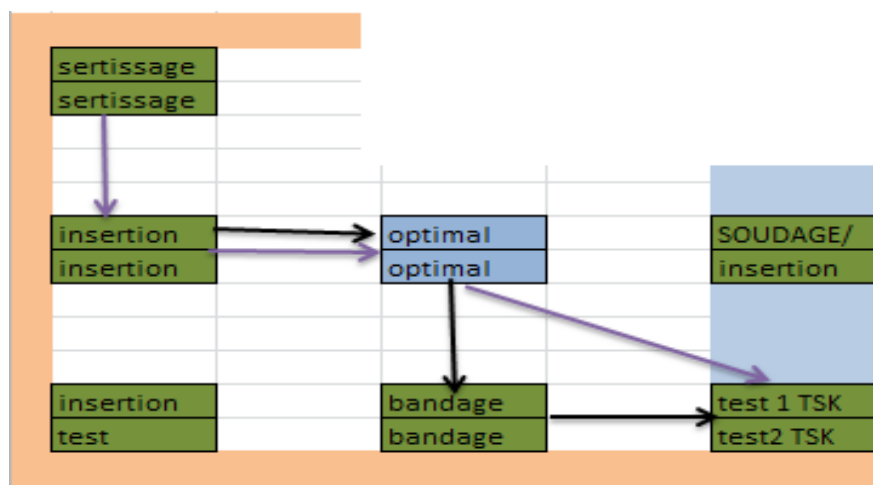 sertissage
sertissage
insertion
optimal
SOUDAGE/
insertion
optimal
insertion
insertion
bandage
test 1 TSK
test
bandage
test2 TSK